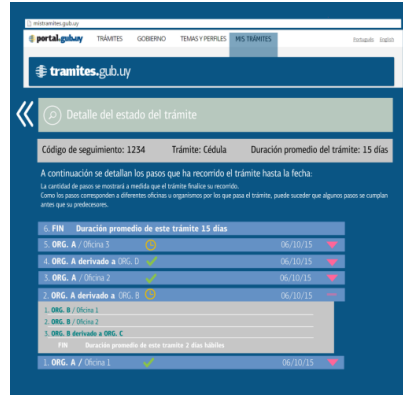 mistramites.gub.uy
portal.gub.uy TRÁMITES GOBIERNO TEMAS Y PERFILES MIS TRÁMITES Português English
tramites.gub.uy
Detalle del estado del trámite
Código de seguimiento: 1234 Trámite: Cédula Duración promedio del trámite: 15 días
A continuación se detallan los pasos que ha recorrido el trámite hasta la fecha:
La cantidad de pasos se mostrará a medida que el trámite finalice su recorrido.
Como los pasos corresponden a diferentes oficinas u organismos por los que pasa el trámite, puede suceder que algunos pasos se cumplan
antes que su predecesores.
6. FIN Duración promedio de este trámite 15 días
5. ORG. A / Oficina 3 06/10/15
4. ORG. A derivado a ORG. D 06/10/15
3. ORG. A / Oficina 2 06/10/15
2. ORG. A derivado a ORG. B 06/10/15
1. ORG. B / Oficina 1
2. ORG. B / Oficina 2
3. ORG. B derivado a ORG. C
FIN Duración promedio de este tramite 2 días hábiles
1. ORG. A / Oficina 1 06/10/15